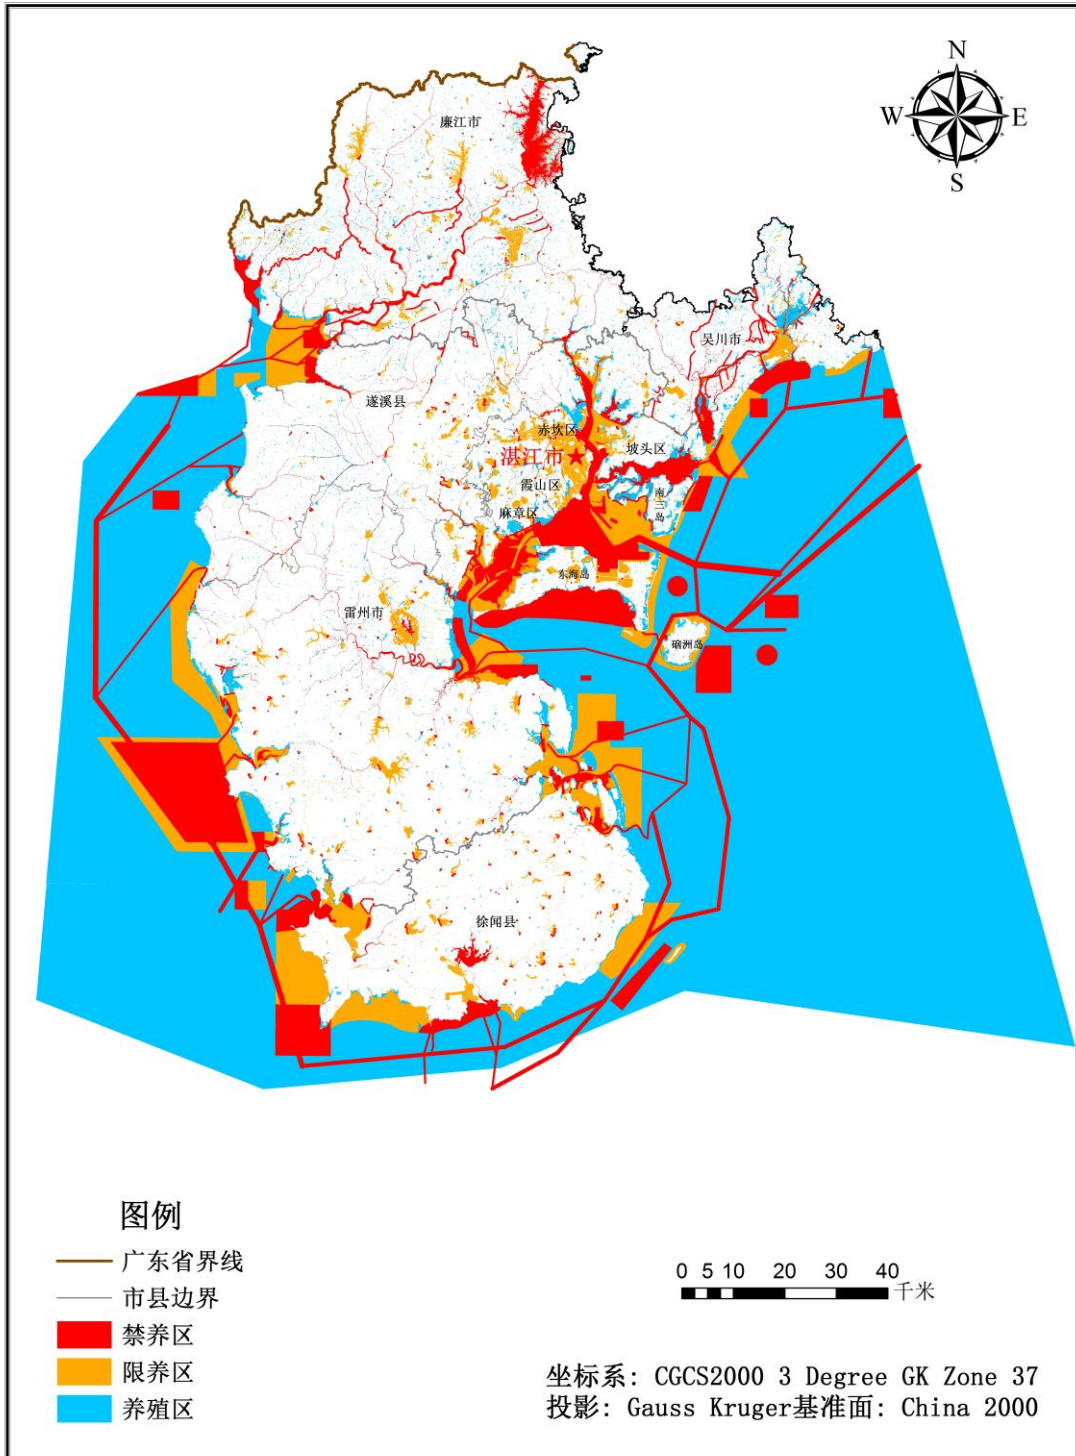 N
W
E
S
廉江市
吴川市
遂溪县
赤坎区
坡头区
湛江市
霞山区
南三岛
麻章区
东海岛
雷州市
硇洲岛
徐闻县
图例
广东省界线
市县边界
禁养区
限养区
养殖区
0 5 10 20 30 40
千米
坐标系: CGCS2000 3 Degree GK Zone 37
投影: Gauss Kruger基准面: China 2000